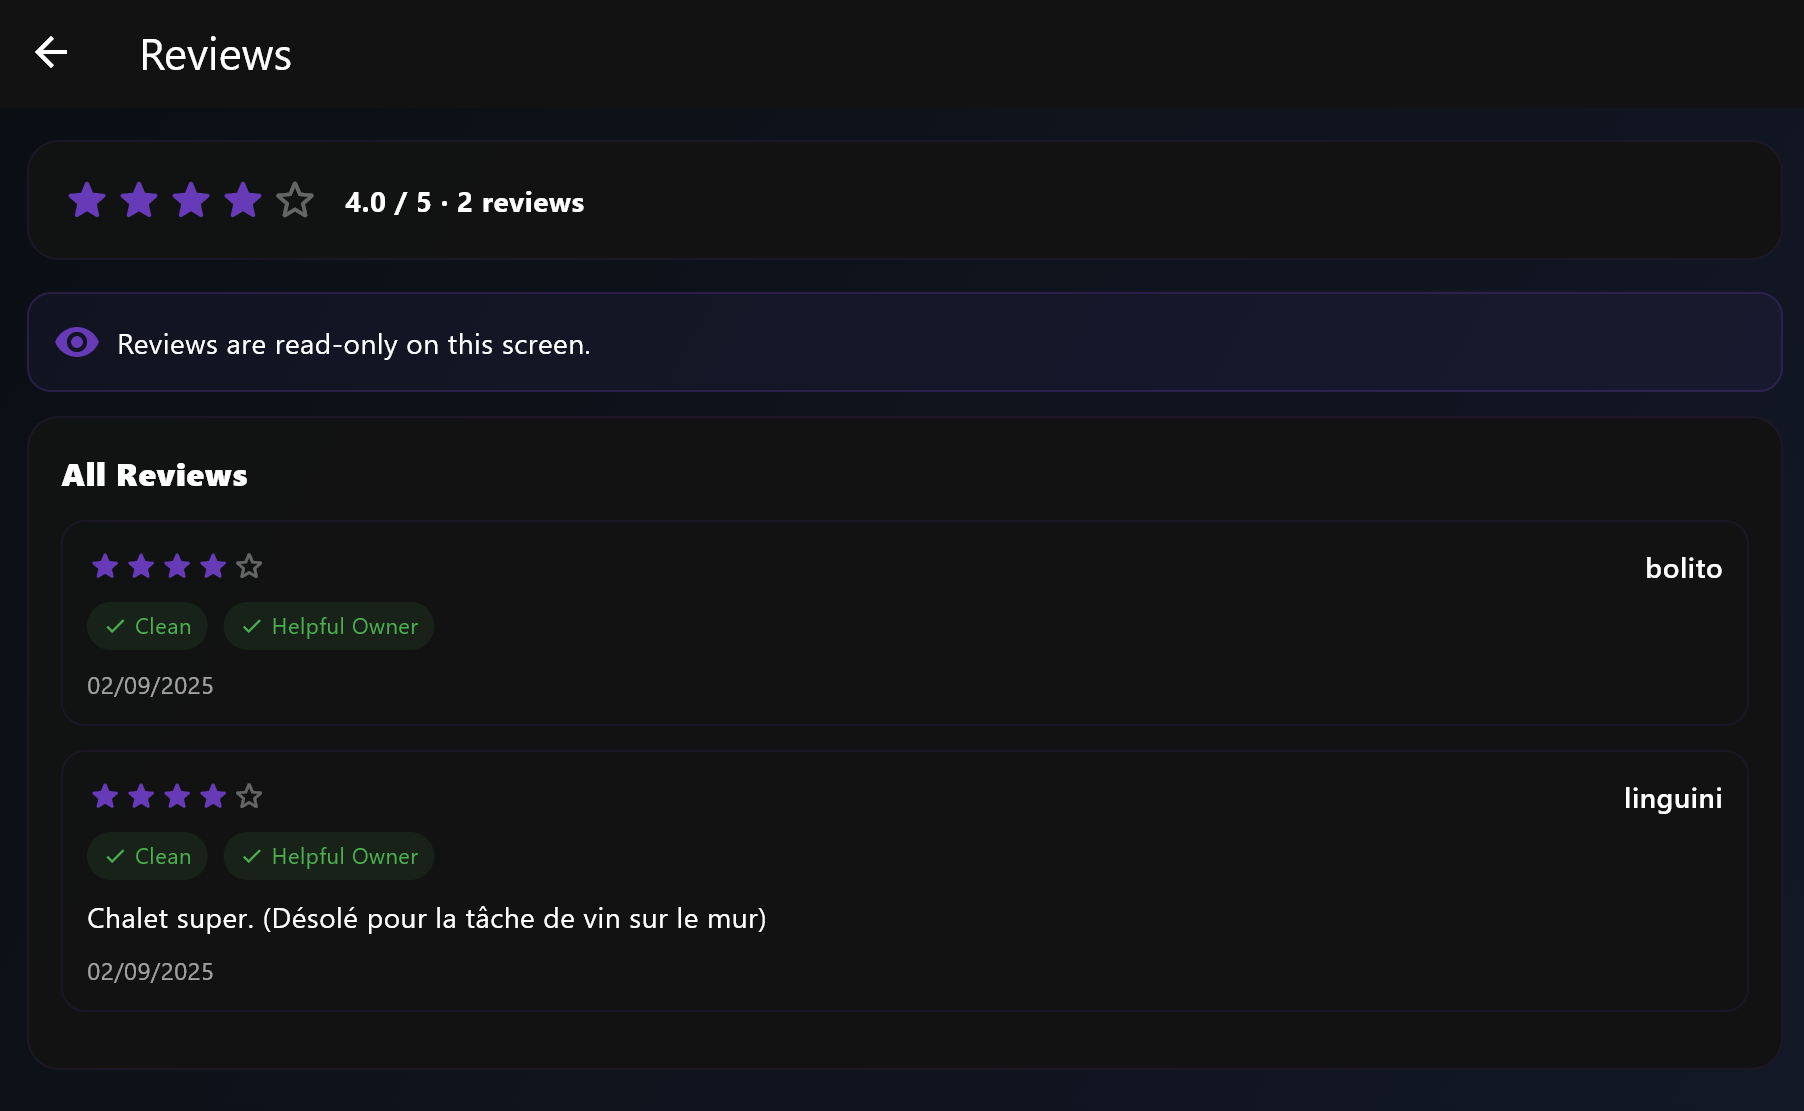 Reviews
4.0 / 5 · 2 reviews
Reviews are read-only on this screen.
All Reviews
bolito
Clean
Helpful Owner
02/09/2025
linguini
Clean
Helpful Owner
Chalet super. (Désolé pour la tâche de vin sur le mur)
02/09/2025